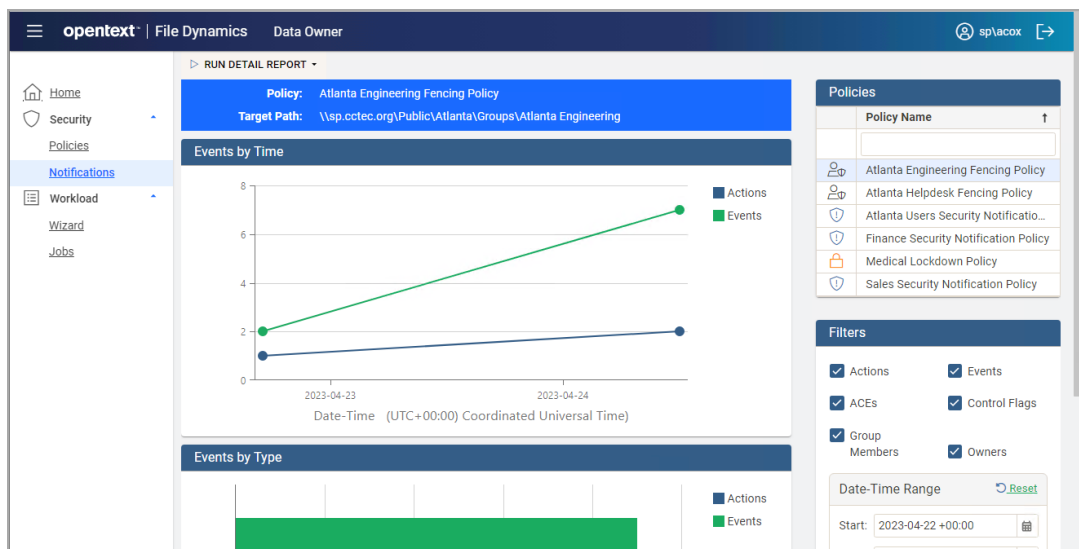 opentext™ | File Dynamics Data Owner
sp\acox
RUN DETAIL REPORT
Home
Security
Policies
Notifications
Workload
Wizard
Jobs
Policy: Atlanta Engineering Fencing Policy
Target Path: \\sp.cctec.org\Public\Atlanta\Groups\Atlanta Engineering
Events by Time
8
6
4
2
0
2023-04-23 2023-04-24
Date-Time (UTC+00:00) Coordinated Universal Time)
Actions
Events
Events by Type
Actions
Events
Policies
Policy Name ↑
Atlanta Engineering Fencing Policy
Atlanta Helpdesk Fencing Policy
Atlanta Users Security Notificatio...
Finance Security Notification Policy
Medical Lockdown Policy
Sales Security Notification Policy
Filters
Actions Events
ACEs Control Flags
Group
Members Owners
Date-Time Range Reset
Start: 2023-04-22 +00:00